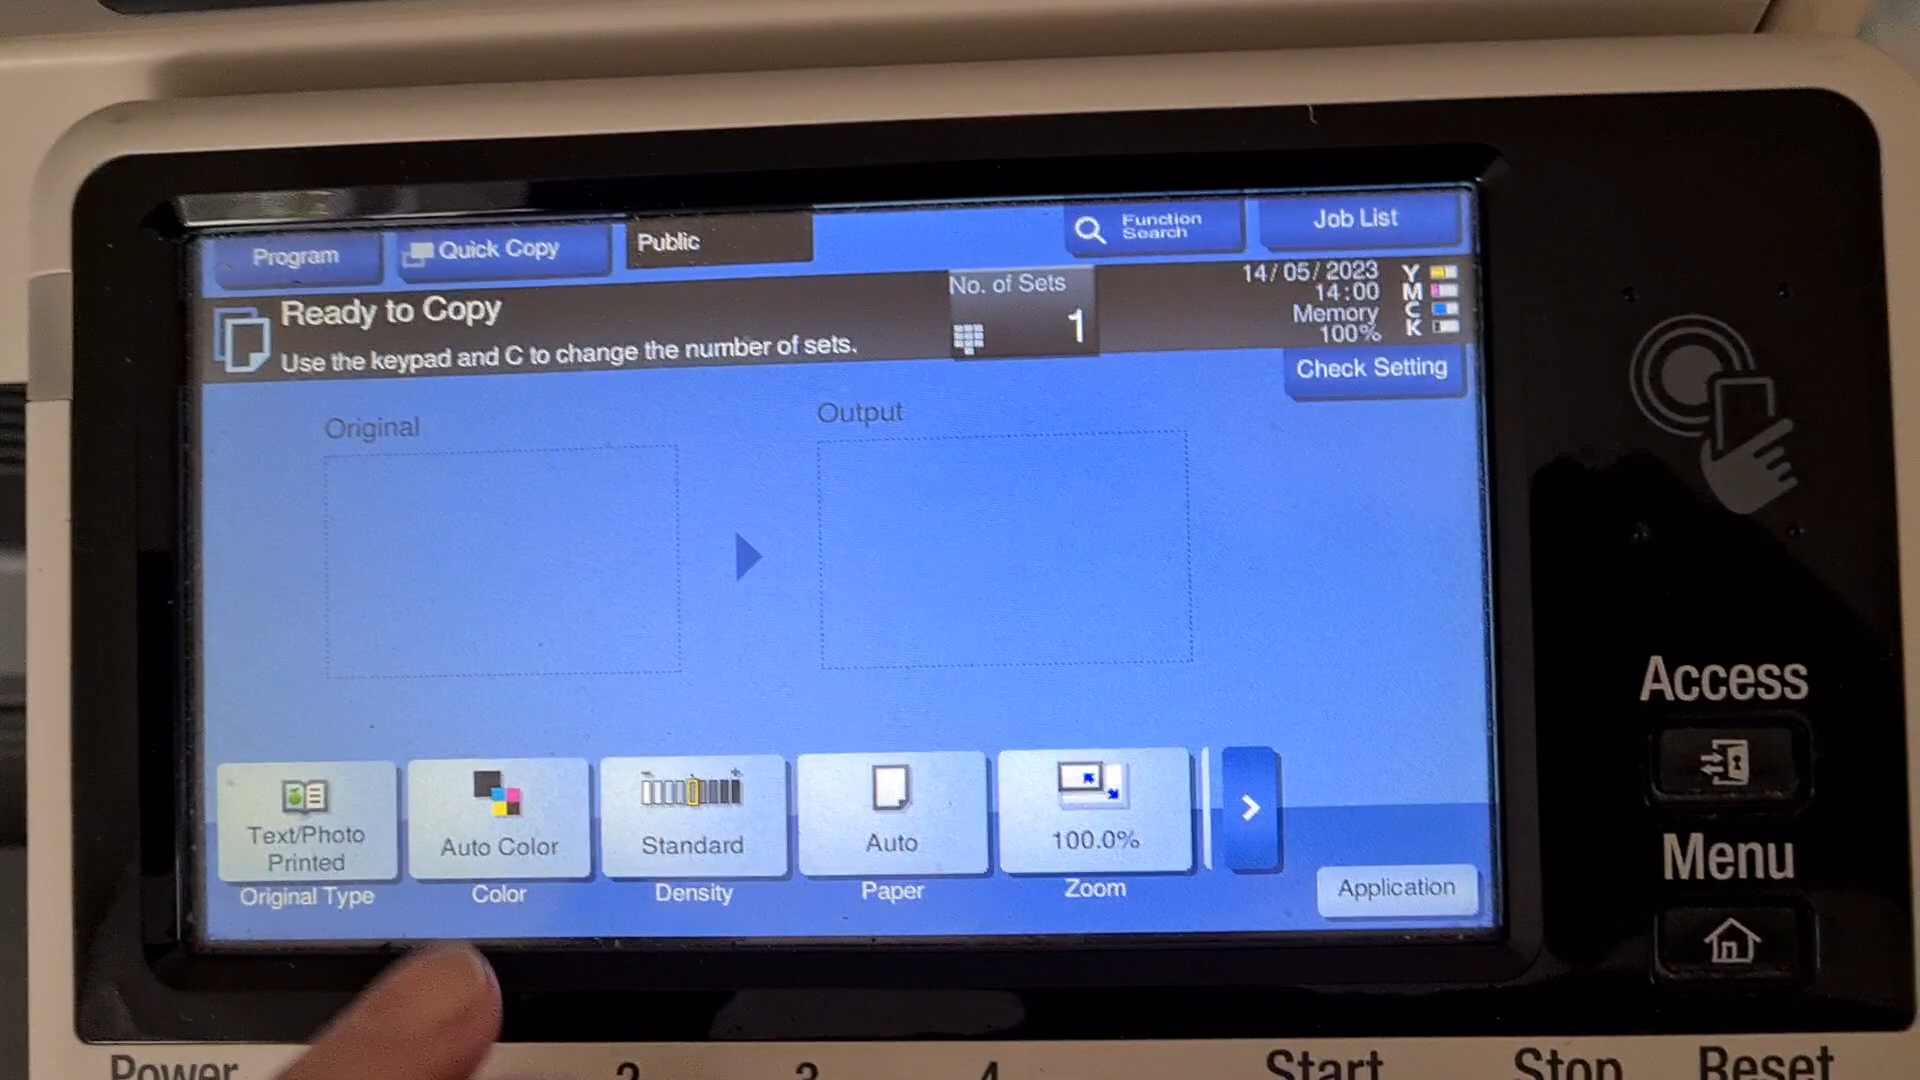 Program
Quick Copy
Public
Function
Search
Job List
Ready to Copy
Use the keypad and C to change the number of sets.
No. of Sets
1
14/05/2023
14:00
Memory
100%
Y
M
C
K
Check Setting
Original
Output
Text/Photo
Printed
Original Type
Auto Color
Color
Standard
Density
Auto
Paper
100.0%
Zoom
Application
Access
Menu
Power
2
3
4
Start
Stop
Reset